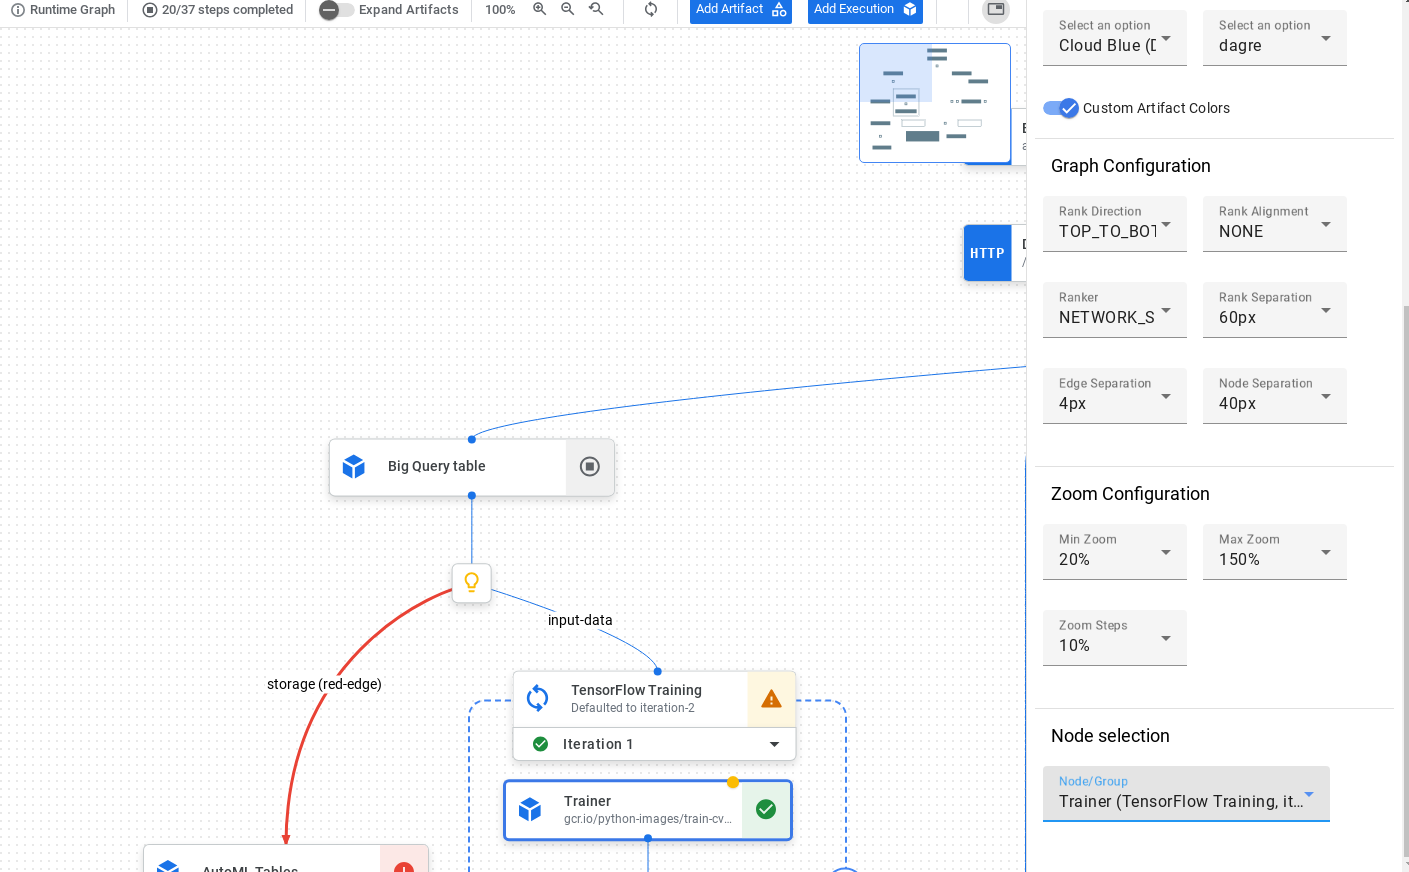 Runtime Graph
20/37 steps completed
Expand Artifacts
100%
Add Artifact
Add Execution
Select an option
Cloud Blue (D
Select an option
dagre
Custom Artifact Colors
Graph Configuration
Rank Direction
TOP_TO_BOT
Rank Alignment
NONE
Ranker
NETWORK_S
Rank Separation
60px
Edge Separation
4px
Node Separation
40px
Zoom Configuration
Min Zoom
20%
Max Zoom
150%
Zoom Steps
10%
Node selection
Node/Group
Trainer (TensorFlow Training, it...
HTTP
/
Big Query table
input-data
storage (red-edge)
TensorFlow Training
Defaulted to iteration-2
Iteration 1
Trainer
gcr.io/python-images/train-cv...
AutoML Tables